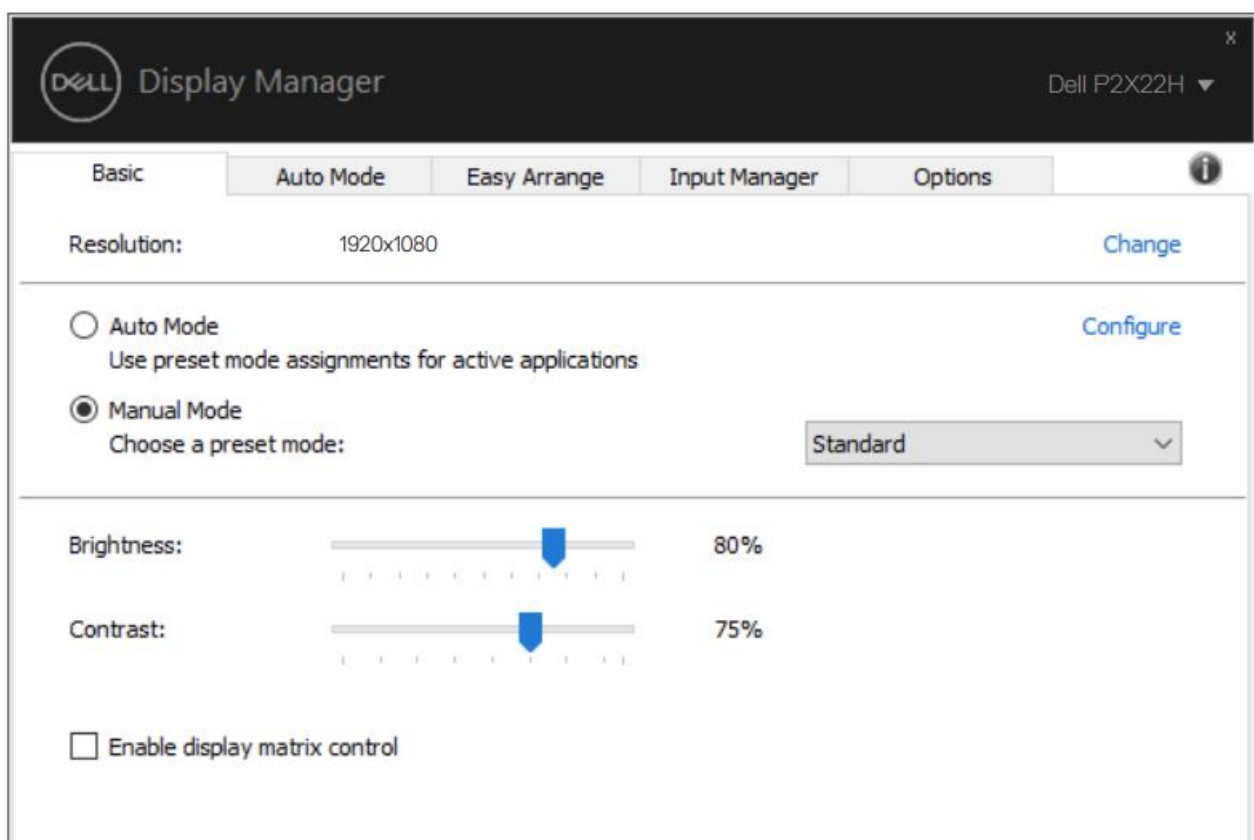 x
DELL Display Manager
Dell P2X22H
Basic Auto Mode Easy Arrange Input Manager Options
i
Resolution: 1920x1080 Change
Auto Mode Configure
Use preset mode assignments for active applications
Manual Mode
Choose a preset mode: Standard
Brightness: 80%
Contrast: 75%
Enable display matrix control